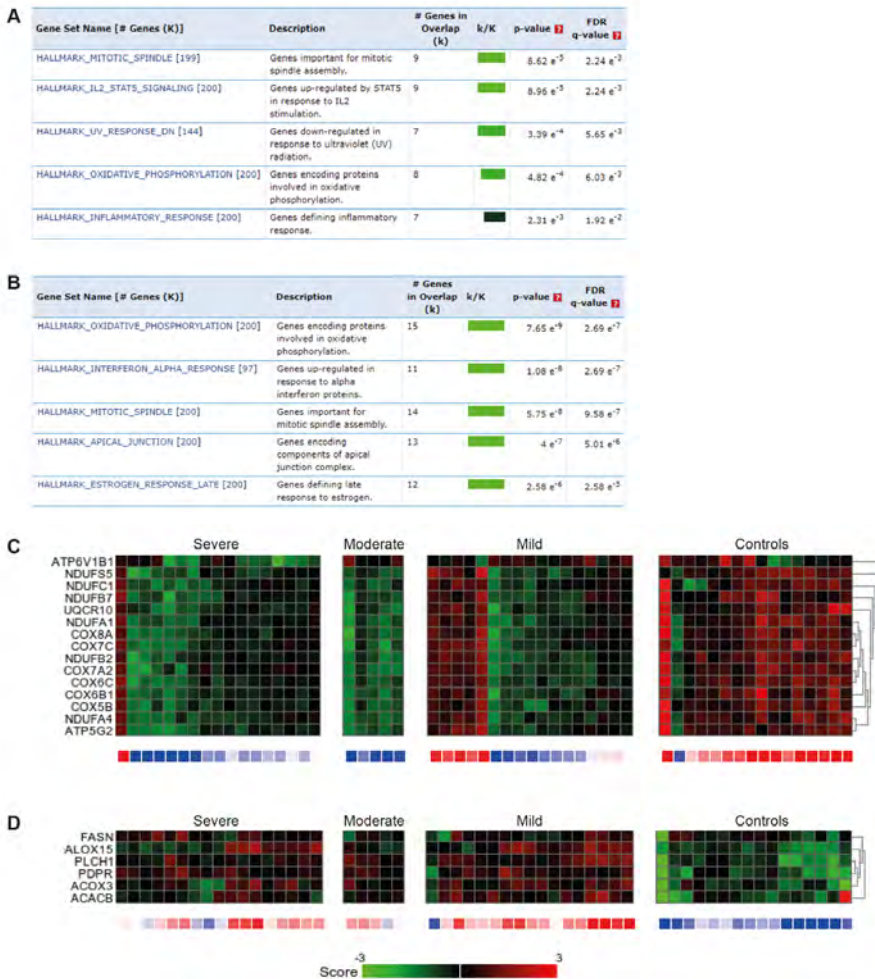 A
Gene Set Name [# Genes (K)] Description # Genes in Overlap (k) k/K p-value ? FDR q-value ?
HALLMARK_MITOTIC_SPINDLE [199] Genes important for mitotic spindle assembly. 9 8.62 e-5 2.24 e-3
HALLMARK_IL2_STAT5_SIGNALING [200] Genes up-regulated by STAT5 in response to IL2 stimulation. 9 8.96 e-5 2.24 e-3
HALLMARK_UV_RESPONSE_DN [144] Genes down-regulated in response to ultraviolet (UV) radiation. 7 3.39 e-4 5.65 e-3
HALLMARK_OXIDATIVE_PHOSPHORYLATION [200] Genes encoding proteins involved in oxidative phosphorylation. 8 4.82 e-4 6.03 e-3
HALLMARK_INFLAMMATORY_RESPONSE [200] Genes defining inflammatory response. 7 2.31 e-3 1.92 e-2
B
Gene Set Name [# Genes (K)] Description # Genes in Overlap (k) k/K p-value ? FDR q-value ?
HALLMARK_OXIDATIVE_PHOSPHORYLATION [200] Genes encoding proteins involved in oxidative phosphorylation. 15 7.65 e-9 2.69 e-7
HALLMARK_INTERFERON_ALPHA_RESPONSE [97] Genes up-regulated in response to alpha interferon proteins. 11 1.08 e-8 2.69 e-7
HALLMARK_MITOTIC_SPINDLE [200] Genes important for mitotic spindle assembly. 14 5.75 e-8 9.58 e-7
HALLMARK_APICAL_JUNCTION [200] Genes encoding components of apical junction complex. 13 4 e-7 5.01 e-6
HALLMARK_ESTROGEN_RESPONSE_LATE [200] Genes defining late response to estrogen. 12 2.58 e-6 2.58 e-5
C
Severe Moderate Mild Controls
ATP6V1B1
NDUFS5
NDUFC1
NDUFB7
UQCR10
NDUFA1
COX8A
COX7C
NDUFB2
COX7A2
COX6C
COX6B1
COX5B
NDUFA4
ATP5G2
D
Severe Moderate Mild Controls
FASN
ALOX15
PLCH1
PDPR
ACOX3
ACACB
-3 3
Score